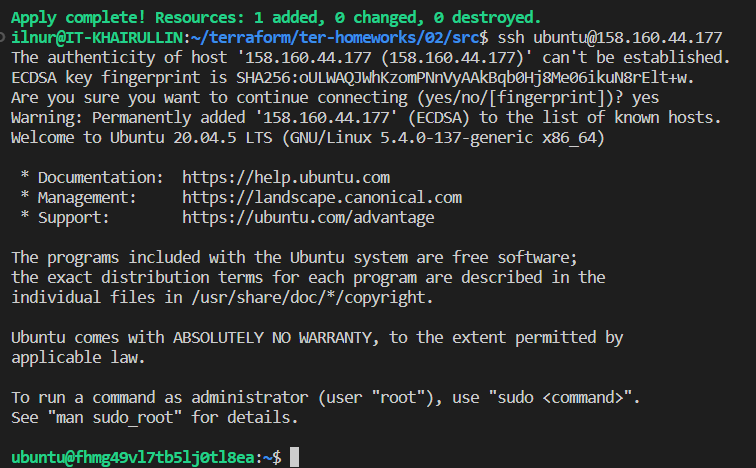 Apply complete! Resources: 1 added, 0 changed, 0 destroyed.
ilnur@IT-KHAIRULLIN:~/terraform/ter-homeworks/02/src$ ssh ubuntu@158.160.44.177
The authenticity of host '158.160.44.177 (158.160.44.177)' can't be established.
ECDSA key fingerprint is SHA256:oULWAQJWhKzomPNnVyAAkBqb0Hj8Me06ikuN8rElt+w.
Are you sure you want to continue connecting (yes/no/[fingerprint])? yes
Warning: Permanently added '158.160.44.177' (ECDSA) to the list of known hosts.
Welcome to Ubuntu 20.04.5 LTS (GNU/Linux 5.4.0-137-generic x86_64)
* Documentation: https://help.ubuntu.com
* Management: https://landscape.canonical.com
* Support: https://ubuntu.com/advantage
The programs included with the Ubuntu system are free software;
the exact distribution terms for each program are described in the
individual files in /usr/share/doc/*/copyright.
Ubuntu comes with ABSOLUTELY NO WARRANTY, to the extent permitted by
applicable law.
To run a command as administrator (user "root"), use "sudo <command>".
See "man sudo_root" for details.
ubuntu@fhmg49vl7tb5lj0tl8ea:~$